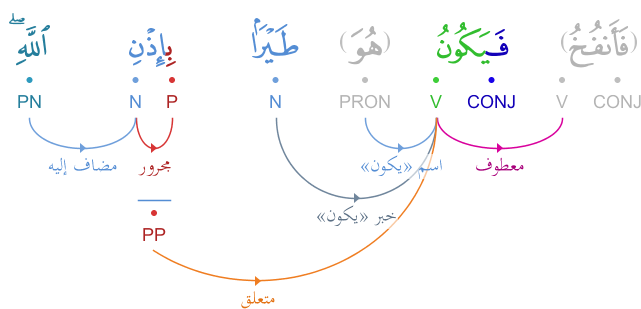 (فَأَنفُخُ) فَيَكُونُ (هُوَ) طَيْرًۢا بِإِذْنِ ٱللَّهِۖ
CONJ V CONJ V PRON N P N PN
معطوف اسم «يكون» مجرور مضاف إليه
خبر «يكون»
PP
متعلق